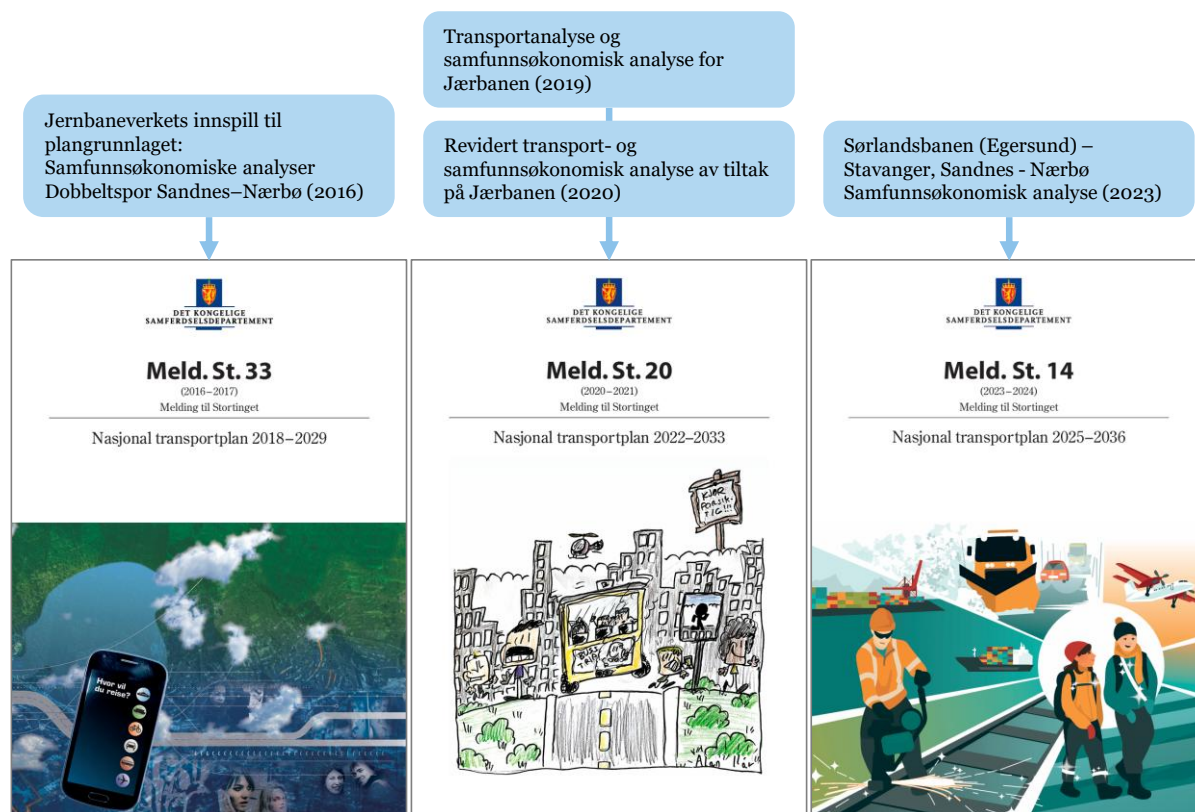 Transportanalyse og
samfunnsøkonomisk analyse for
Jærbanen (2019)
Jernbaneverkets innspill til
plangrunnlaget:
Samfunnsøkonomiske analyser
Dobbeltspor Sandnes–Nærbø (2016)
Revidert transport- og
samfunnsøkonomisk analyse av tiltak
på Jærbanen (2020)
Sørlandsbanen (Egersund) –
Stavanger, Sandnes - Nærbø
Samfunnsøkonomisk analyse (2023)
DET KONGELIGE
SAMFERDSELSDEPARTEMENT
Meld. St. 33
(2016–2017)
Melding til Stortinget
Nasjonal transportplan 2018–2029
Hvor vil
du reise?
DET KONGELIGE
SAMFERDSELSDEPARTEMENT
Meld. St. 20
(2020–2021)
Melding til Stortinget
Nasjonal transportplan 2022–2033
KJØR
FORSIK-
TIG!!!
DET KONGELIGE
SAMFERDSELSDEPARTEMENT
Meld. St. 14
(2023–2024)
Melding til Stortinget
Nasjonal transportplan 2025–2036